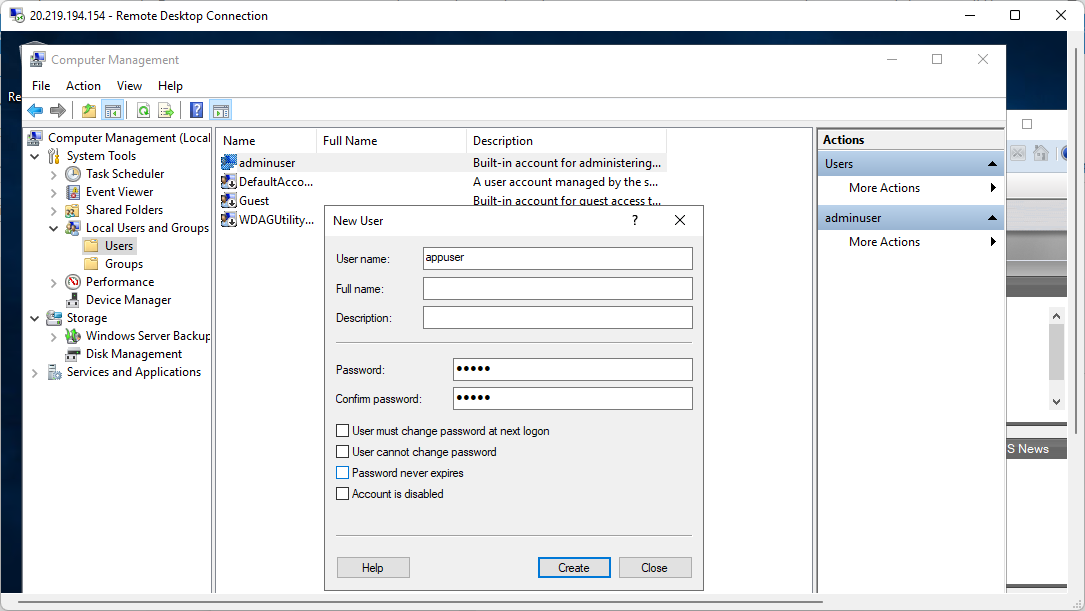 20.219.194.154 - Remote Desktop Connection
Re
Computer Management
File Action View Help
Computer Management (Local
System Tools
Task Scheduler
Event Viewer
Shared Folders
Local Users and Groups
Users
Groups
Performance
Device Manager
Storage
Windows Server Backup
Disk Management
Services and Applications
Name Full Name Description
adminuser Built-in account for administering...
DefaultAcco... A user account managed by the s...
Guest Built-in account for guest access t...
WDAGUtility...
New User
?
User name: appuser
Full name:
Description:
Password: •••••
Confirm password: •••••
User must change password at next logon
User cannot change password
Password never expires
Account is disabled
Help Create Close
Actions
Users
More Actions
adminuser
More Actions
S News